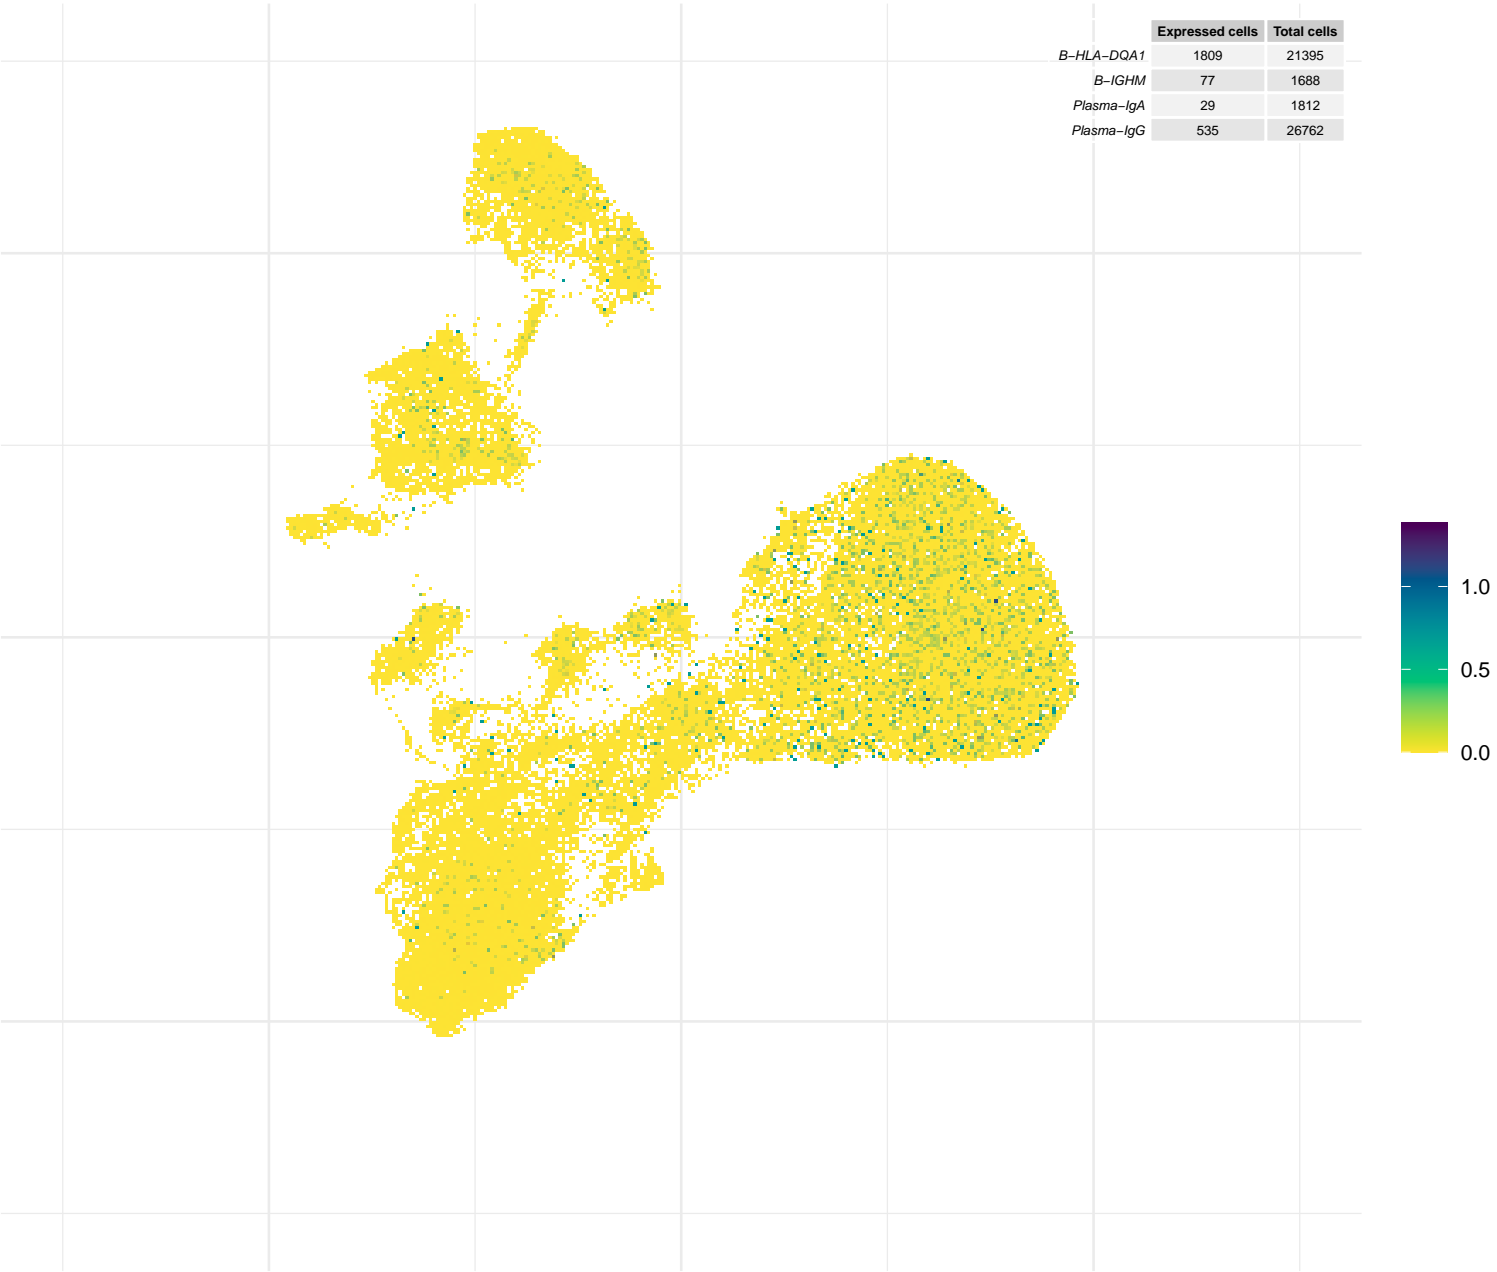 Expressed cells Total cells
B−HLA−DQA1 1809 21395
B−IGHM 77 1688
Plasma−IgA 29 1812
Plasma−IgG 535 26762
1.0
0.5
0.0